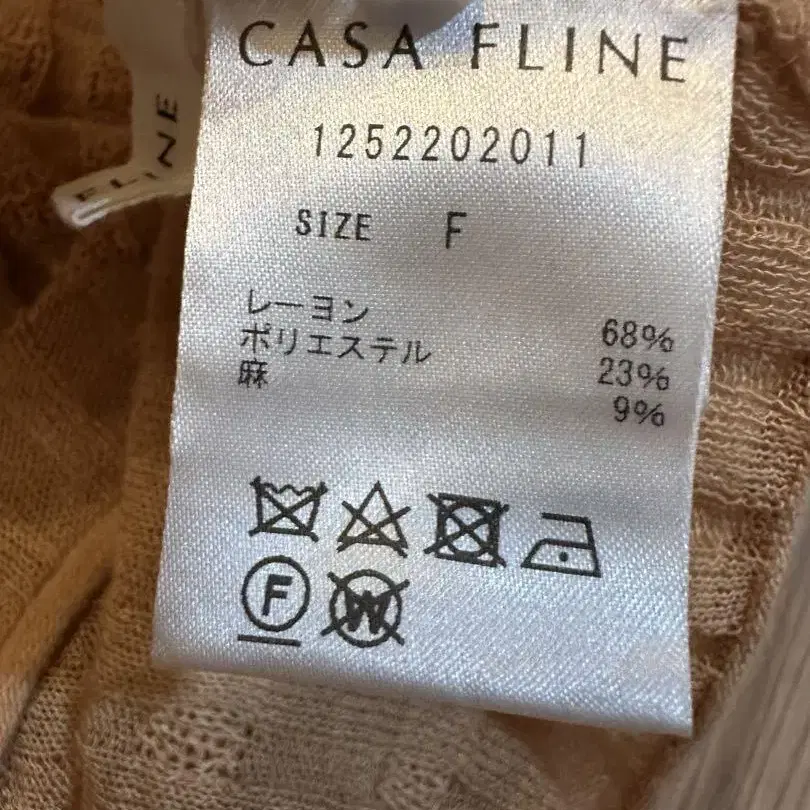 CASA FLINE
FLINE
1252202011
SIZE F
レーヨン 68%
ポリエステル 23%
麻 9%
F
W